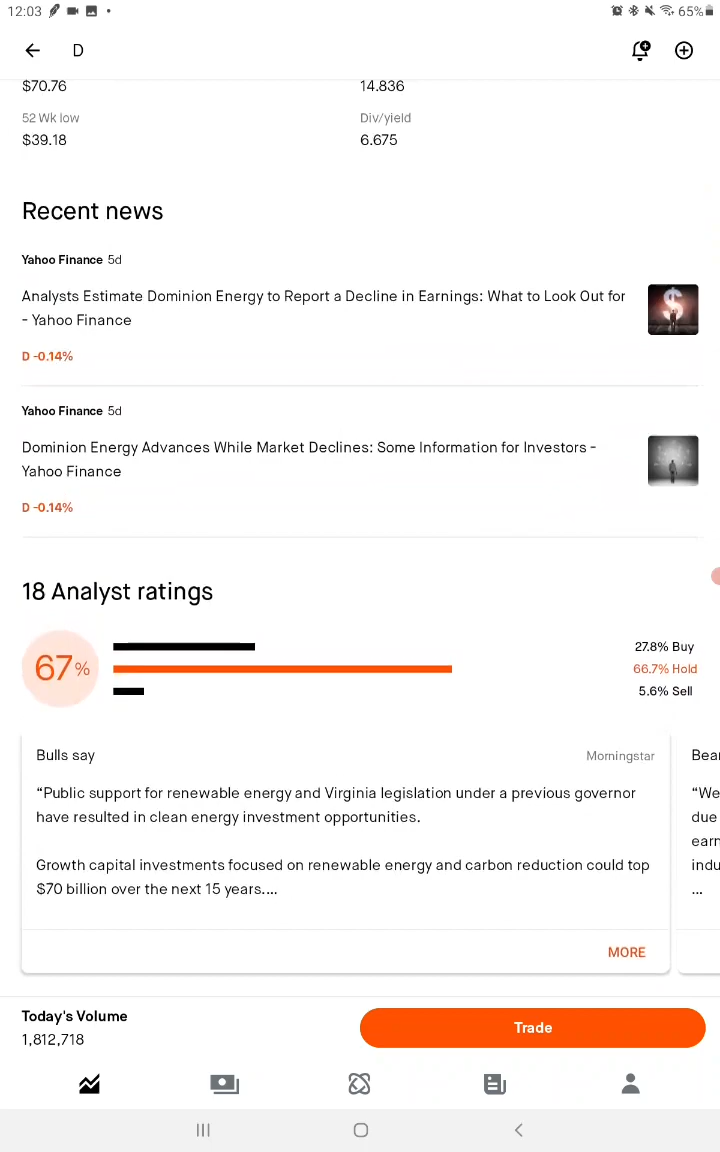 12:03
65%
D
$70.76 14.836
52 Wk low Div/yield
$39.18 6.675
Recent news
Yahoo Finance 5d
Analysts Estimate Dominion Energy to Report a Decline in Earnings: What to Look Out for
- Yahoo Finance
D -0.14%
Yahoo Finance 5d
Dominion Energy Advances While Market Declines: Some Information for Investors -
Yahoo Finance
D -0.14%
18 Analyst ratings
67%
27.8% Buy
66.7% Hold
5.6% Sell
Bulls say Morningstar
“Public support for renewable energy and Virginia legislation under a previous governor
have resulted in clean energy investment opportunities.
Growth capital investments focused on renewable energy and carbon reduction could top
$70 billion over the next 15 years....
MORE
“We
due
...
Today's Volume
1,812,718
Trade